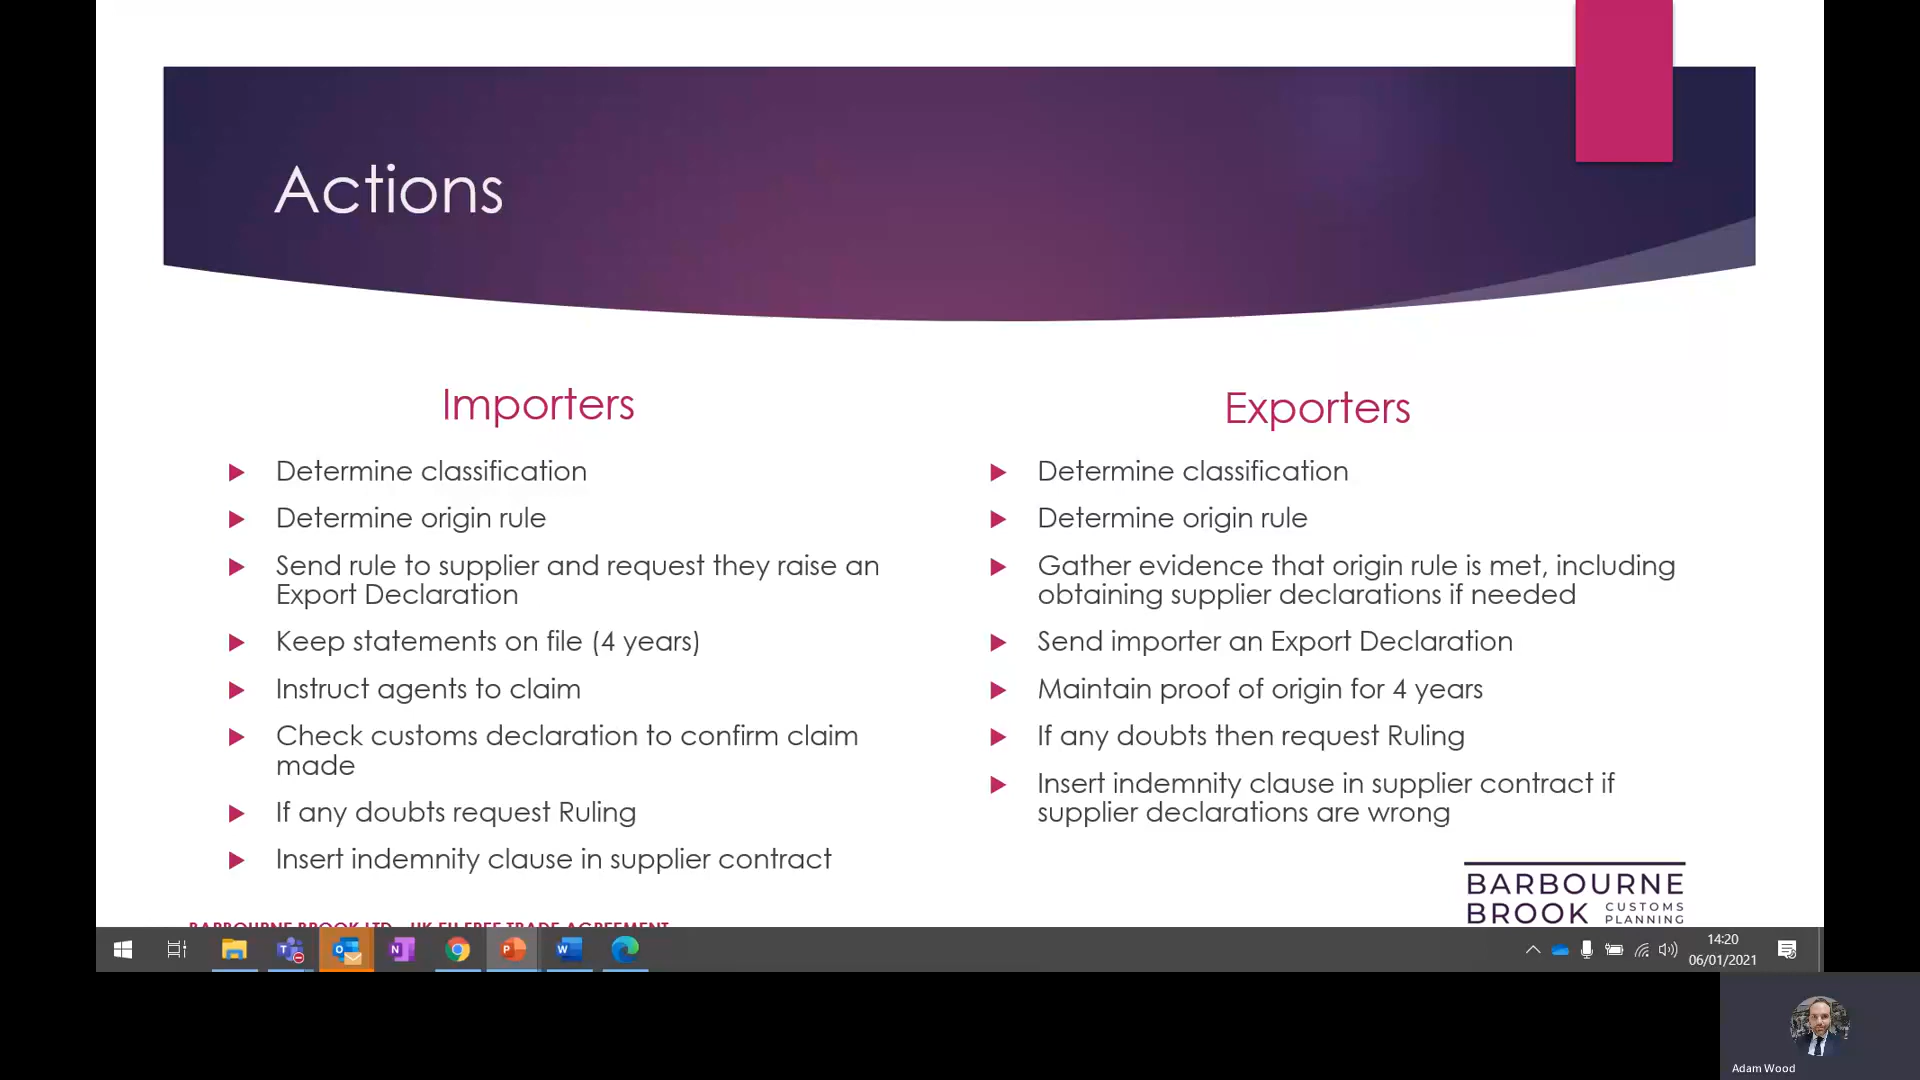 Actions
Importers
Determine classification
Determine origin rule
Send rule to supplier and request they raise an
Export Declaration
Keep statements on file (4 years)
Instruct agents to claim
Check customs declaration to confirm claim
made
If any doubts request Ruling
Insert indemnity clause in supplier contract
Exporters
Determine classification
Determine origin rule
Gather evidence that origin rule is met, including
obtaining supplier declarations if needed
Send importer an Export Declaration
Maintain proof of origin for 4 years
If any doubts then request Ruling
Insert indemnity clause in supplier contract if
supplier declarations are wrong
BARBOURNE
BROOK CUSTOMS
PLANNING
BARBOURNE BROOK LTD - UK EU FREE TRADE AGREEMENT
14:20
06/01/2021
Adam Wood